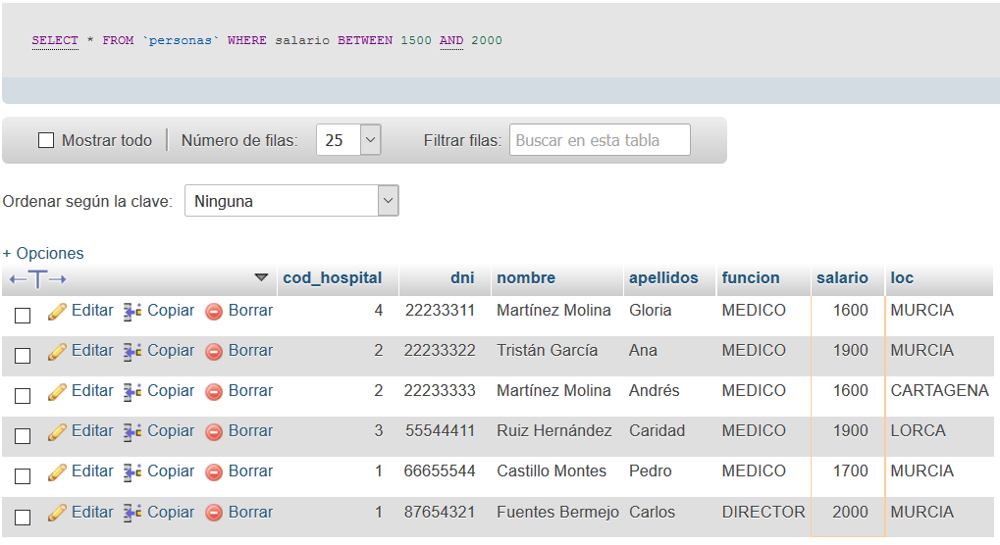 SELECT * FROM `personas` WHERE salario BETWEEN 1500 AND 2000
Mostrar todo Número de filas: 25 Filtrar filas: Buscar en esta tabla
Ordenar según la clave: Ninguna
+ Opciones
←T→ cod_hospital dni nombre apellidos funcion salario loc
Editar Copiar Borrar 4 22233311 Martínez Molina Gloria MEDICO 1600 MURCIA
Editar Copiar Borrar 2 22233322 Tristán García Ana MEDICO 1900 MURCIA
Editar Copiar Borrar 2 22233333 Martínez Molina Andrés MEDICO 1600 CARTAGENA
Editar Copiar Borrar 3 55544411 Ruiz Hernández Caridad MEDICO 1900 LORCA
Editar Copiar Borrar 1 66655544 Castillo Montes Pedro MEDICO 1700 MURCIA
Editar Copiar Borrar 1 87654321 Fuentes Bermejo Carlos DIRECTOR 2000 MURCIA